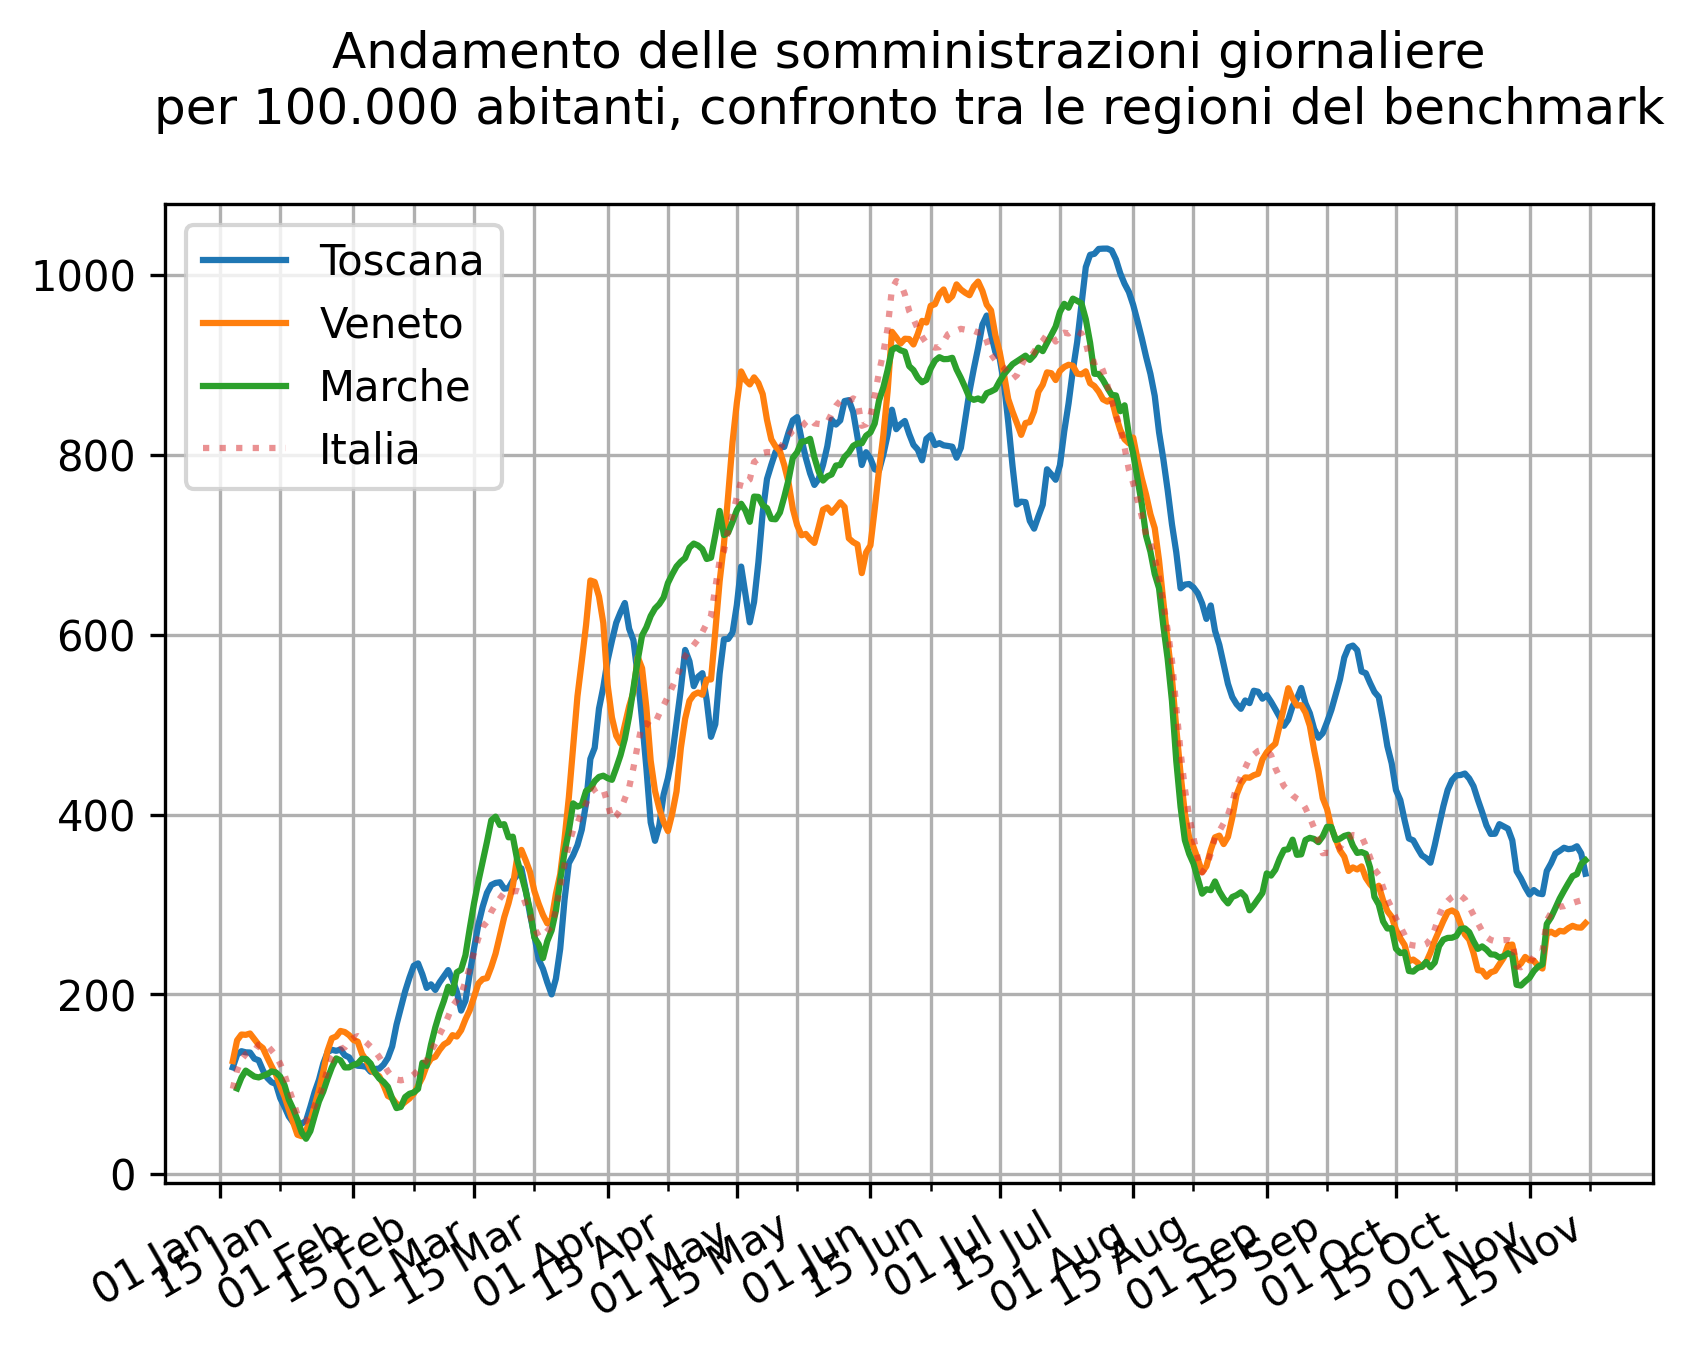 Andamento delle somministrazioni giornaliere
per 100.000 abitanti, confronto tra le regioni del benchmark
Toscana
Veneto
Marche
Italia
1000
800
600
400
200
0
01 Jan
15 Jan
01 Feb
15 Feb
01 Mar
15 Mar
01 Apr
15 Apr
01 May
15 May
01 Jun
15 Jun
01 Jul
15 Jul
01 Aug
15 Aug
01 Sep
15 Sep
01 Oct
15 Oct
01 Nov
15 Nov